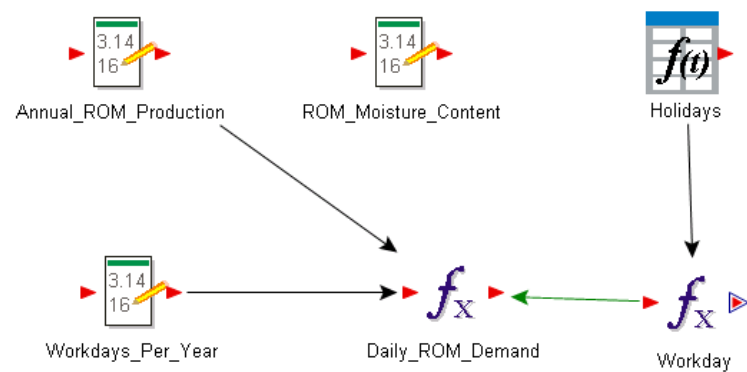 3.14
16
3.14
16
f(t)
Annual_ROM_Production
ROM_Moisture_Content
Holidays
3.14
16
fx
fx
Workdays_Per_Year
Daily_ROM_Demand
Workday